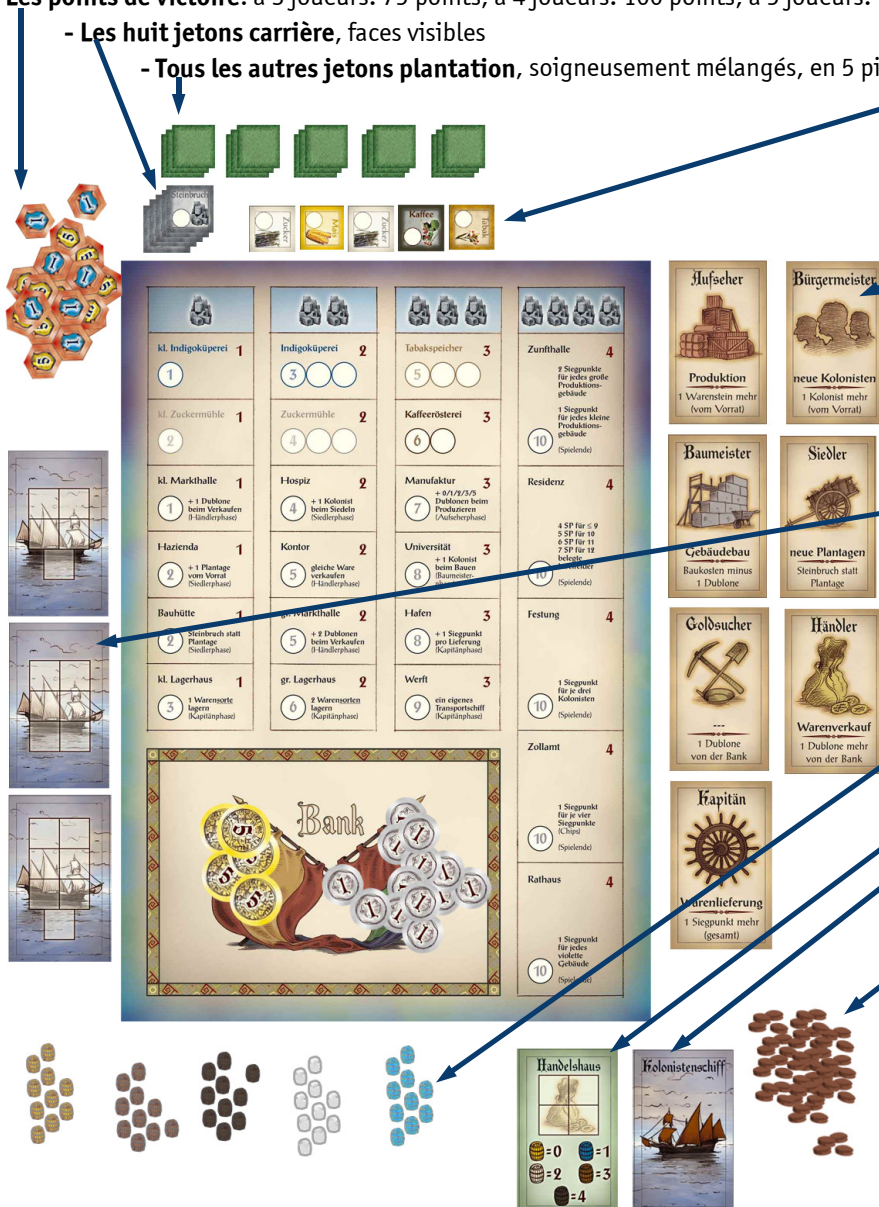 Les points de victoire: à 3 joueurs: 75 points, à 4 joueurs: 100 points, à 5 joueurs:
- Les huit jetons carrière, faces visibles
- Tous les autres jetons plantation, soigneusement mélangés, en 5 pi
Steinbruch
Zucker
Mais
Zucker
Kaffee
Tabak
kl. Indigoküperei 1
1
Indigoküperei 2
3
Tabakspeicher 3
5
Zunfthalle 4
2 Siegpunkte
für jedes große
Produktions-
gebäude
1 Siegpunkt
für jedes kleine
Produktions-
gebäude
10
(Spielende)
kl. Zuckermühle 1
2
Zuckermühle 2
4
Kaffeerösterei 3
6
kl. Markthalle 1
1
+ 1 Dublone
beim Verkaufen
(Händlerphase)
Hospiz 2
4
+ 1 Kolonist
beim Siedeln
(Siedlerphase)
Manufaktur 3
7
+ 0/1/2/3/5
Dublonen beim
Produzieren
(Aufseherphase)
Residenz 4
4 SP für ≤ 9
5 SP für 10
6 SP für 11
7 SP für 12
belegte
10
(Spielende)
Hazienda 1
2
+ 1 Plantage
vom Vorrat
(Siedlerphase)
Kontor 2
5
gleiche Ware
verkaufen
(Händlerphase)
Universität 3
8
+ 1 Kolonist
beim Bauen
(Baumeister-
Bauhütte 1
2
Steinbruch statt
Plantage
(Siedlerphase)
gr. Markthalle 2
5
+ 2 Dublonen
beim Verkaufen
(Händlerphase)
Hafen 3
8
+ 1 Siegpunkt
pro Lieferung
(Kapitänphase)
Festung 4
1 Siegpunkt
für je drei
Kolonisten
10
(Spielende)
kl. Lagerhaus 1
3
1 Warensorte
lagern
(Kapitänphase)
gr. Lagerhaus 2
6
2 Warensorten
lagern
(Kapitänphase)
Werft 3
9
ein eigenes
Transportschiff
(Kapitänphase)
Zollamt 4
1 Siegpunkt
für je vier
Siegpunkte
(Chips)
10
(Spielende)
Rathaus 4
1 Siegpunkt
für jedes
violette
Gebäude
10
(Spielende)
Bank
Aufseher
Produktion
1 Warenstein mehr
(vom Vorrat)
Bürgermeister
neue Kolonisten
1 Kolonist mehr
(vom Vorrat)
Baumeister
Gebäudebau
Baukosten minus
1 Dublone
Siedler
neue Plantagen
Steinbruch statt
Plantage
Goldsucher
---
1 Dublone
von der Bank
Händler
Warenverkauf
1 Dublone mehr
von der Bank
Kapitän
Warenlieferung
1 Siegpunkt mehr
(gesamt)
Handelshaus
=0 =1
=2 =3
=4
Kolonistenschiff